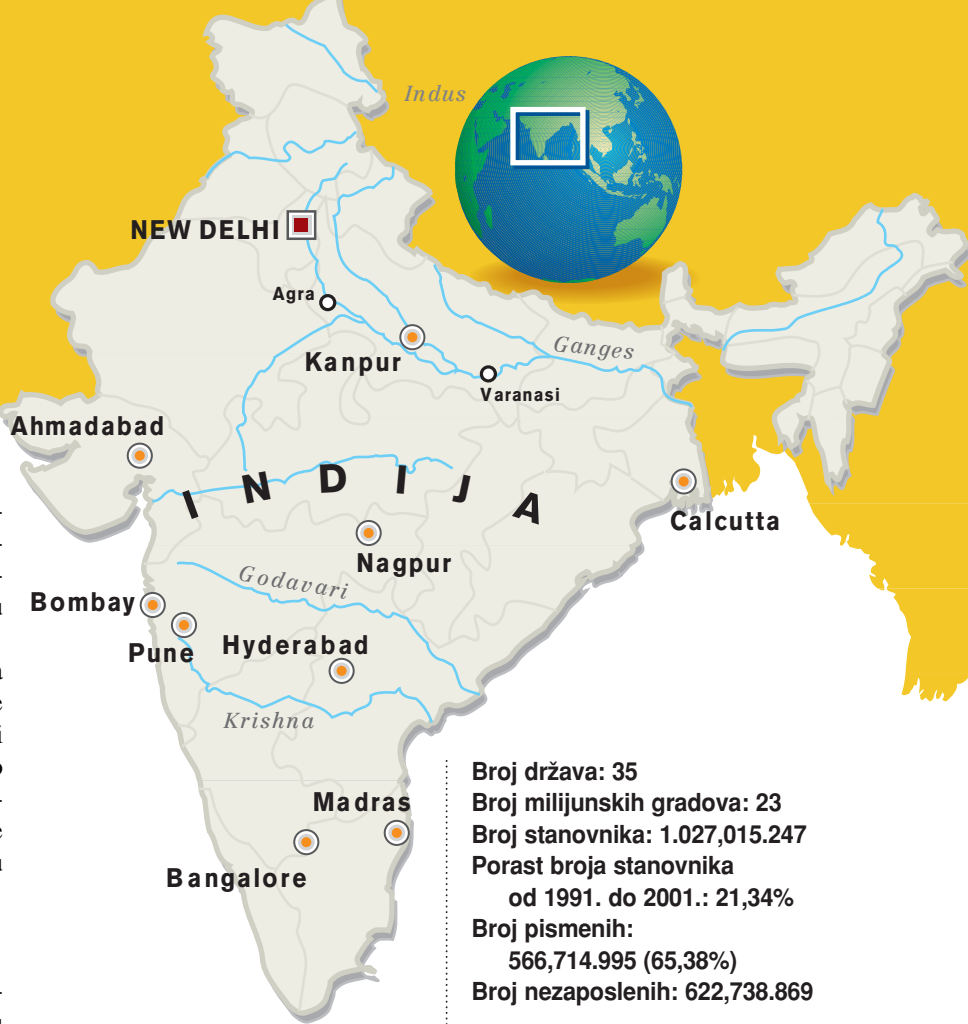 Indus
NEW DELHI
Agra
Kanpur
Ganges
Varanasi
Ahmadabad
INDIJA
Calcutta
Nagpur
Godavari
Bombay
Pune
Hyderabad
Krishna
Madras
Bangalore
Broj država: 35
Broj milijunskih gradova: 23
Broj stanovnika: 1.027,015.247
Porast broja stanovnika
od 1991. do 2001.: 21,34%
Broj pismenih:
566,714.995 (65,38%)
Broj nezaposlenih: 622,738.869